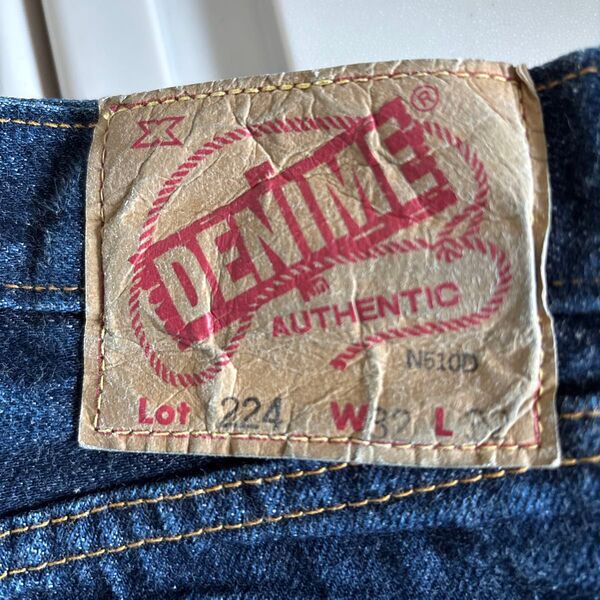 ®
DENIME
AUTHENTIC
N510D
Lot 224 W32 L